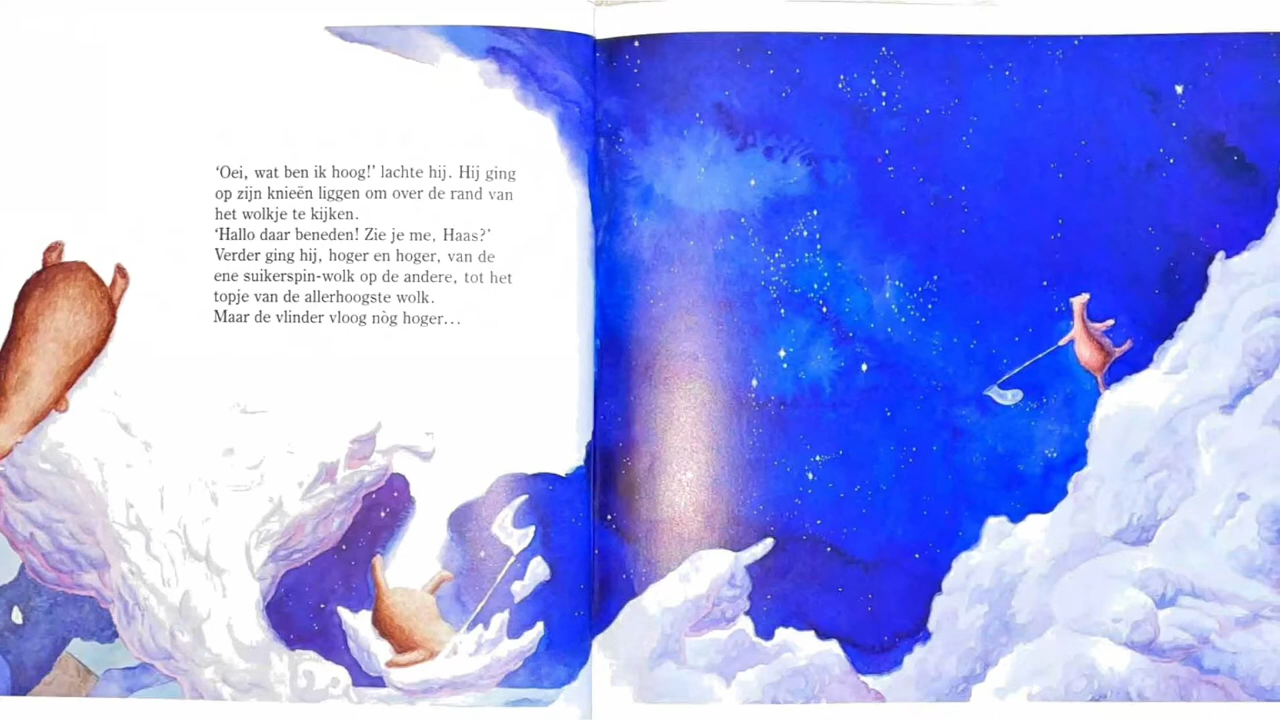 ‘Oei, wat ben ik hoog!’ lachte hij. Hij ging
op zijn knieën liggen om over de rand van
het wolkje te kijken.
‘Hallo daar beneden! Zie je me, Haas?’
Verder ging hij, hoger en hoger, van de
ene suikerspin-wolk op de andere, tot het
topje van de allerhoogste wolk.
Maar de vlinder vloog nòg hoger...